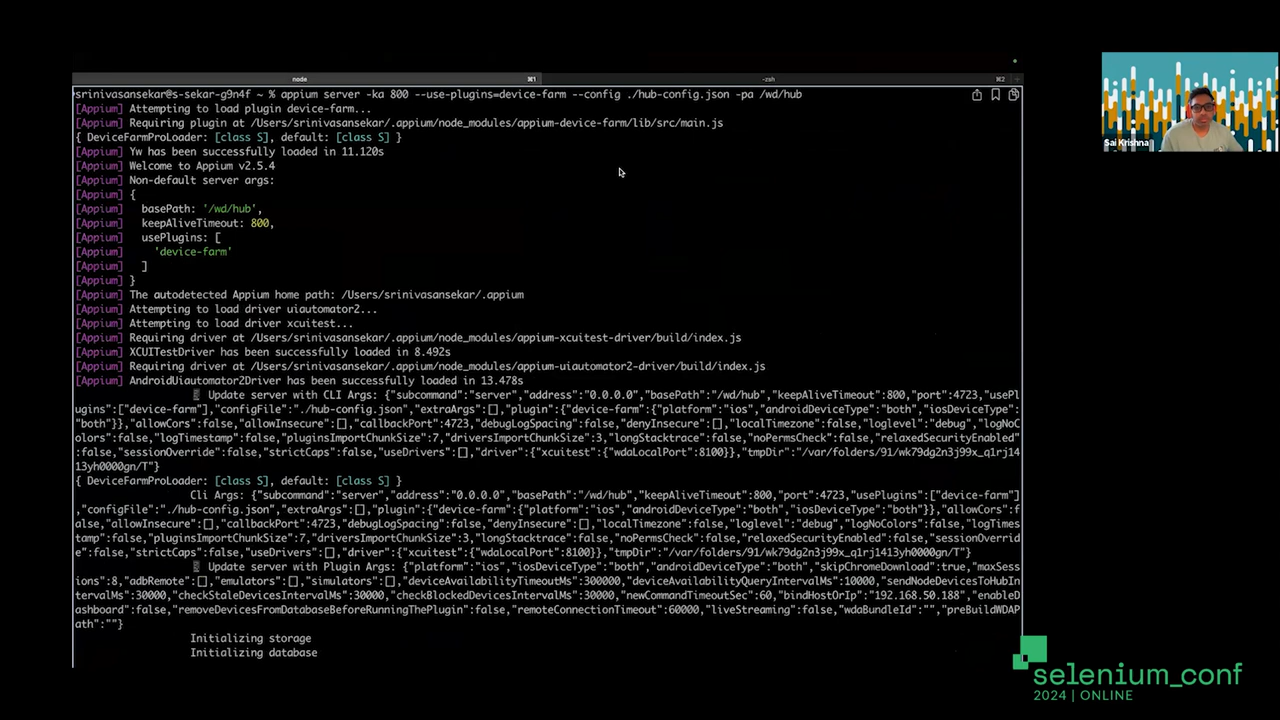 node ⌘1 -zsh ⌘2
srinivasansekar@s-sekar-g9n4f ~ % appium server -ka 800 --use-plugins=device-farm --config ./hub-config.json -pa /wd/hub
[Appium] Attempting to load plugin device-farm...
[Appium] Requiring plugin at /Users/srinivasansekar/.appium/node_modules/appium-device-farm/lib/src/main.js
{ DeviceFarmProLoader: [class S], default: [class S] }
[Appium] Yw has been successfully loaded in 11.120s
[Appium] Welcome to Appium v2.5.4
[Appium] Non-default server args:
[Appium] {
[Appium]   basePath: '/wd/hub',
[Appium]   keepAliveTimeout: 800,
[Appium]   usePlugins: [
[Appium]     'device-farm'
[Appium]   ]
[Appium] }
[Appium] The autodetected Appium home path: /Users/srinivasansekar/.appium
[Appium] Attempting to load driver uiautomator2...
[Appium] Attempting to load driver xcuitest...
[Appium] Requiring driver at /Users/srinivasansekar/.appium/node_modules/appium-xcuitest-driver/build/index.js
[Appium] XCUITestDriver has been successfully loaded in 8.492s
[Appium] Requiring driver at /Users/srinivasansekar/.appium/node_modules/appium-uiautomator2-driver/build/index.js
[Appium] AndroidUiautomator2Driver has been successfully loaded in 13.478s
Update server with CLI Args: {"subcommand":"server","address":"0.0.0.0","basePath":"/wd/hub","keepAliveTimeout":800,"port":4723,"usePl
ugins":["device-farm"],"configFile":"./hub-config.json","extraArgs":[],"plugin":{"device-farm":{"platform":"ios","androidDeviceType":"both","iosDeviceType":
"both"}},"allowCors":false,"allowInsecure":[],"callbackPort":4723,"debugLogSpacing":false,"denyInsecure":[],"localTimezone":false,"loglevel":"debug","logNoC
olors":false,"logTimestamp":false,"pluginsImportChunkSize":7,"driversImportChunkSize":3,"longStacktrace":false,"noPermsCheck":false,"relaxedSecurityEnabled"
:false,"sessionOverride":false,"strictCaps":false,"useDrivers":[],"driver":{"xcuitest":{"wdaLocalPort":8100}},"tmpDir":"/var/folders/91/wk79dg2n3j99x_q1rj14
13yh0000gn/T"}
{ DeviceFarmProLoader: [class S], default: [class S] }
Cli Args: {"subcommand":"server","address":"0.0.0.0","basePath":"/wd/hub","keepAliveTimeout":800,"port":4723,"usePlugins":["device-farm"]
,"configFile":"./hub-config.json","extraArgs":[],"plugin":{"device-farm":{"platform":"ios","androidDeviceType":"both","iosDeviceType":"both"}},"allowCors":f
alse,"allowInsecure":[],"callbackPort":4723,"debugLogSpacing":false,"denyInsecure":[],"localTimezone":false,"loglevel":"debug","logNoColors":false,"logTimes
tamp":false,"pluginsImportChunkSize":7,"driversImportChunkSize":3,"longStacktrace":false,"noPermsCheck":false,"relaxedSecurityEnabled":false,"sessionOverrid
e":false,"strictCaps":false,"useDrivers":[],"driver":{"xcuitest":{"wdaLocalPort":8100}},"tmpDir":"/var/folders/91/wk79dg2n3j99x_q1rj1413yh0000gn/T"}
Update server with Plugin Args: {"platform":"ios","iosDeviceType":"both","androidDeviceType":"both","skipChromeDownload":true,"maxSess
ions":8,"adbRemote":[],"emulators":[],"simulators":[],"deviceAvailabilityTimeoutMs":300000,"deviceAvailabilityQueryIntervalMs":10000,"sendNodeDevicesToHubIn
tervalMs":30000,"checkStaleDevicesIntervalMs":30000,"checkBlockedDevicesIntervalMs":30000,"newCommandTimeoutSec":60,"bindHostOrIp":"192.168.50.188","enableD
ashboard":false,"removeDevicesFromDatabaseBeforeRunningThePlugin":false,"remoteConnectionTimeout":60000,"liveStreaming":false,"wdaBundleId":"","preBuildWDAP
ath":""}
Initializing storage
Initializing database
Sai Krishna
selenium_conf
2024 | ONLINE